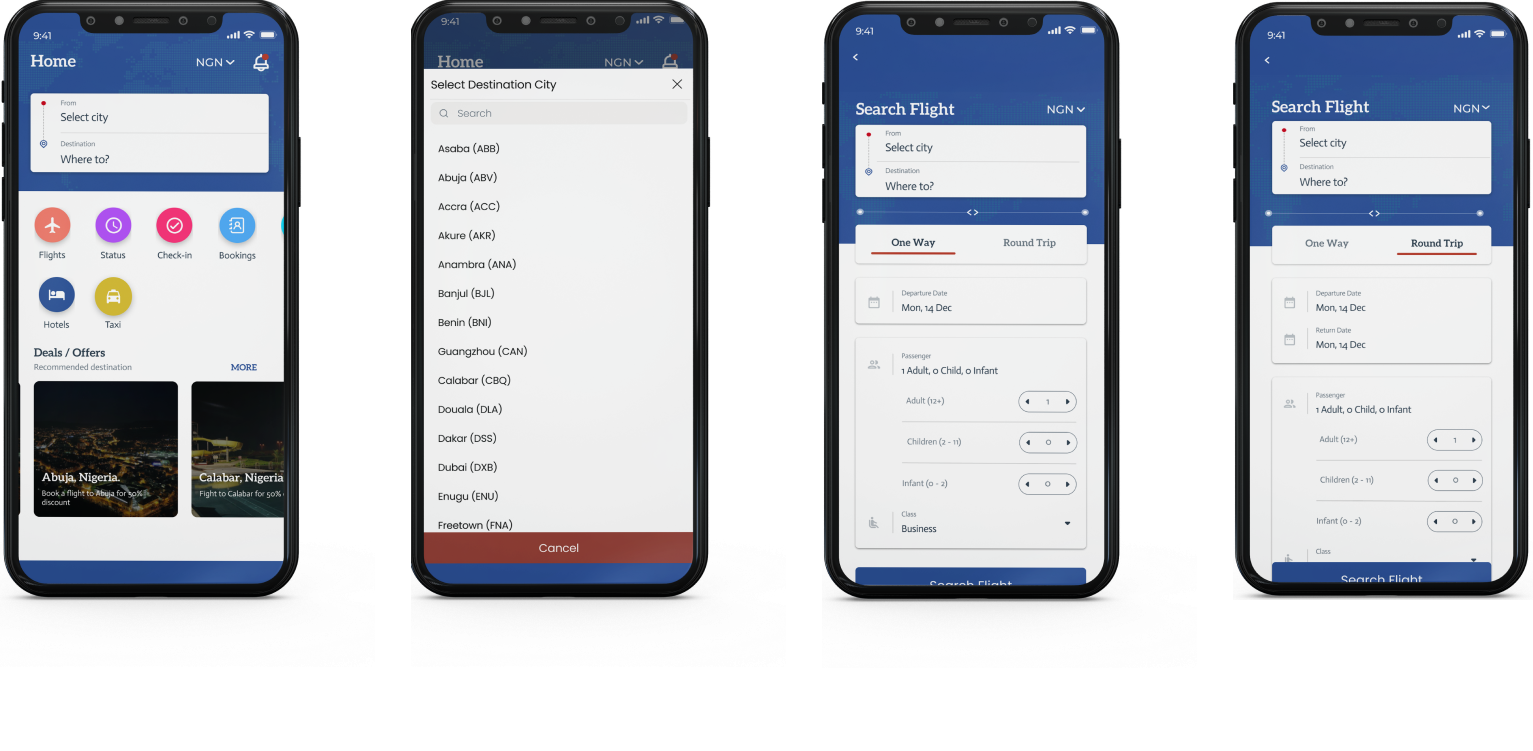 9:41
Home
NGN
From
Select city
Destination
Where to?
Flights
Status
Check-in
Bookings
Hotels
Taxi
Deals / Offers
Recommended destination
MORE
Abuja, Nigeria.
Book a flight to Abuja for 50%
discount
Calabar, Nigeria
Fight to Calabar for 50%
9:41
Home
NGN
Select Destination City
Search
Asaba (ABB)
Abuja (ABV)
Accra (ACC)
Akure (AKR)
Anambra (ANA)
Banjul (BJL)
Benin (BNI)
Guangzhou (CAN)
Calabar (CBQ)
Douala (DLA)
Dakar (DSS)
Dubai (DXB)
Enugu (ENU)
Freetown (FNA)
Cancel
9:41
<
Search Flight
NGN
From
Select city
Destination
Where to?
<>
One Way
Round Trip
Departure Date
Mon, 14 Dec
Passenger
1 Adult, 0 Child, 0 Infant
Adult (12+)
1
Children (2 - 11)
0
Infant (0 - 2)
0
Class
Business
Search Flight
9:41
<
Search Flight
NGN
From
Select city
Destination
Where to?
<>
One Way
Round Trip
Departure Date
Mon, 14 Dec
Return Date
Mon, 14 Dec
Passenger
1 Adult, 0 Child, 0 Infant
Adult (12+)
1
Children (2 - 11)
0
Infant (0 - 2)
0
Class
Search Flight